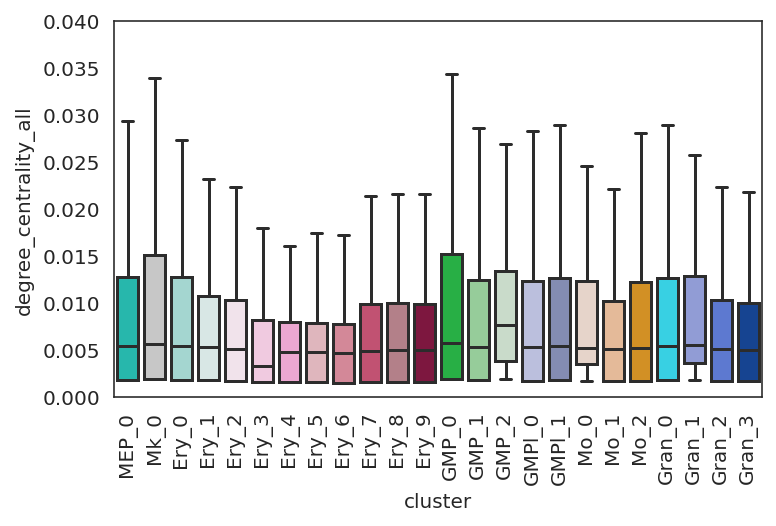 0.040
0.035
0.030
0.025
0.020
0.015
0.010
0.005
0.000
degree_centrality_all
MEP_0
Mk_0
Ery_0
Ery_1
Ery_2
Ery_3
Ery_4
Ery_5
Ery_6
Ery_7
Ery_8
Ery_9
GMP_0
GMP_1
GMP_2
GMPl_0
GMPl_1
Mo_0
Mo_1
Mo_2
Gran_0
Gran_1
Gran_2
Gran_3
cluster